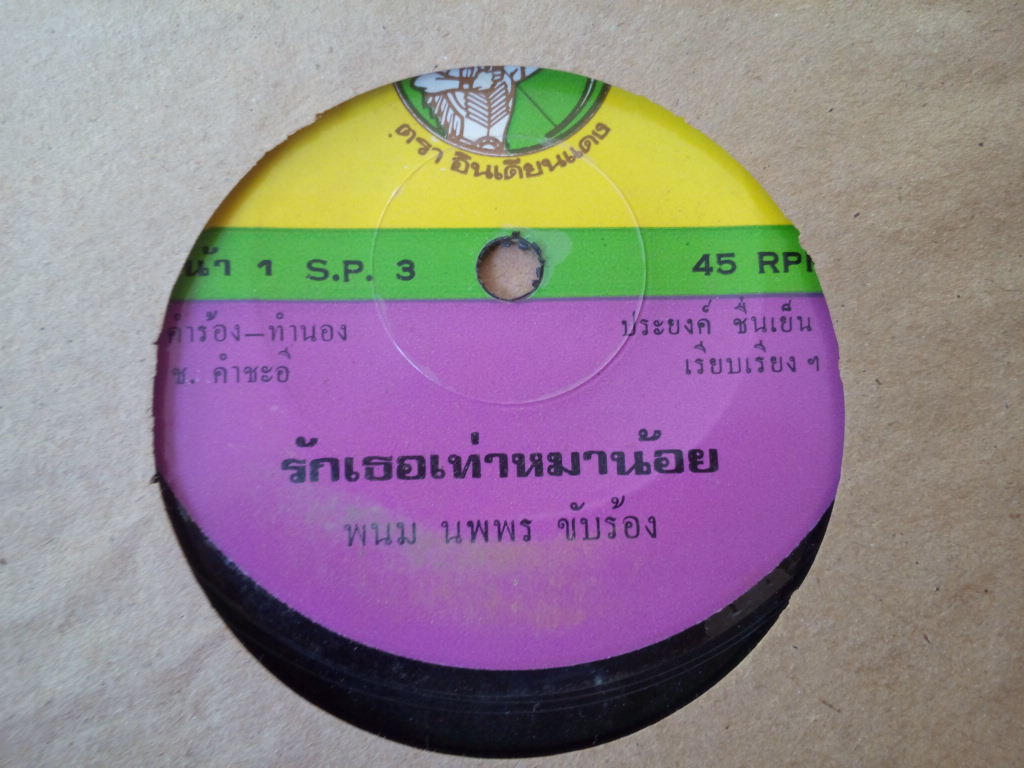 ตรา อินเดียนแดง
หน้า 1 S.P. 3 45 RPM
คำร้อง-ทำนอง ประยงค์ ชื่นเย็น
ช. คำชะอี เรียบเรียงฯ
รักเธอเท่าหมาน้อย
พนม นพพร ขับร้อง